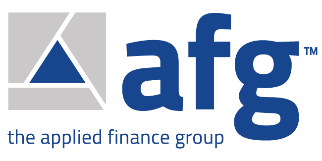 afg™
the applied finance group